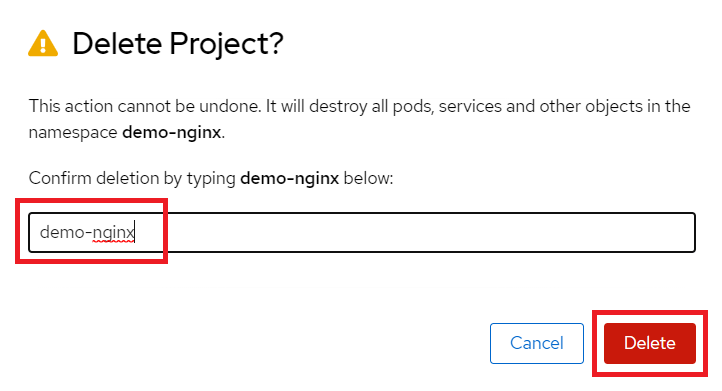 Delete Project?
This action cannot be undone. It will destroy all pods, services and other objects in the
namespace demo-nginx.
Confirm deletion by typing demo-nginx below:
demo-nginx
Cancel Delete